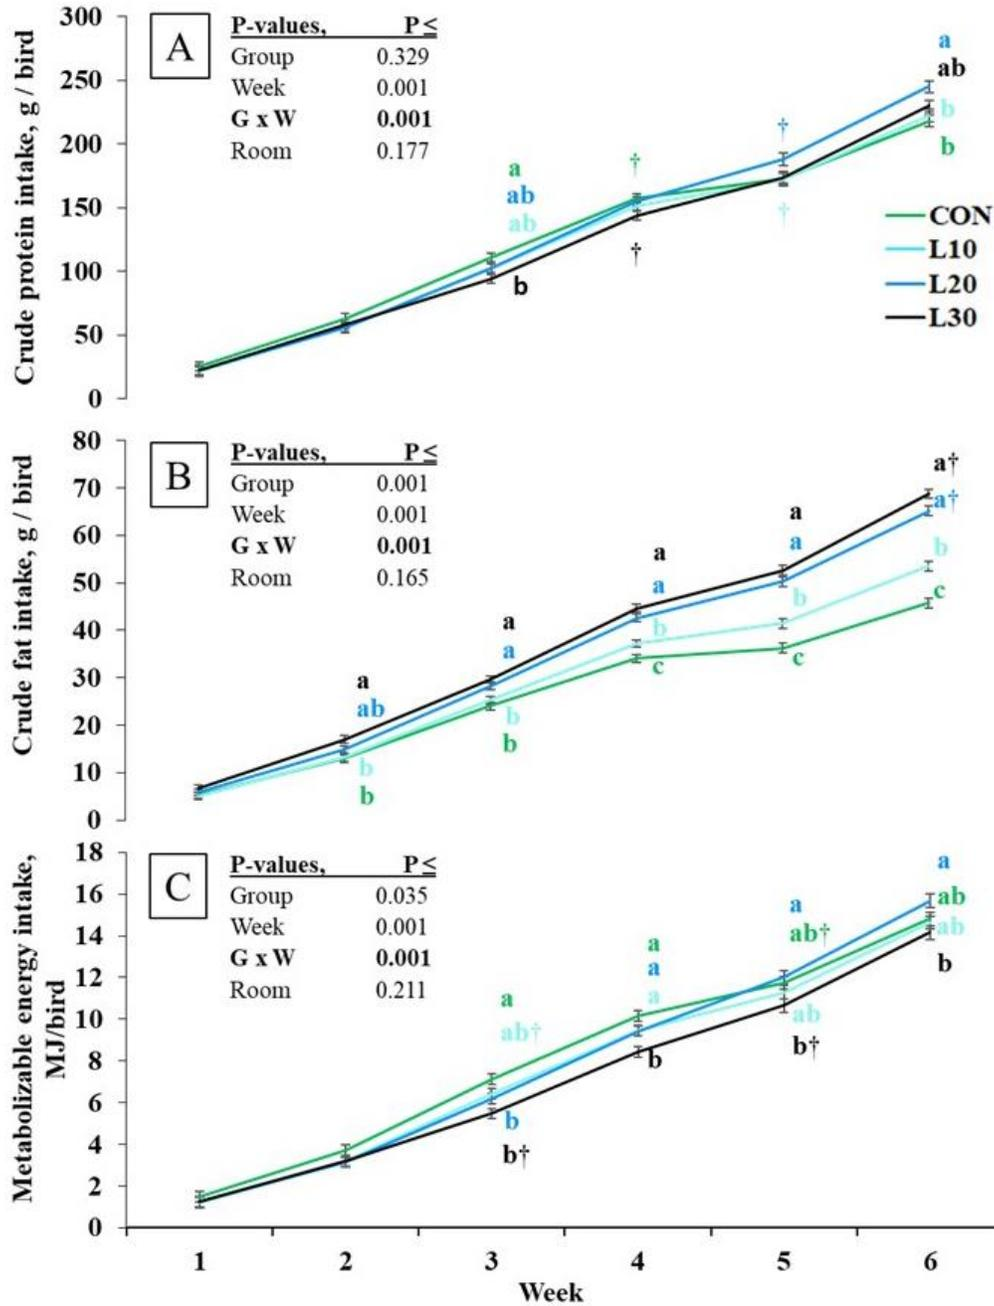 A
P-values, P ≤
Group 0.329
Week 0.001
G x W 0.001
Room 0.177
Crude protein intake, g / bird
300
250
200
150
100
50
0
a
ab
ab
b
†
†
†
†
a
ab
b
b
CON
L10
L20
L30
B
P-values, P ≤
Group 0.001
Week 0.001
G x W 0.001
Room 0.165
Crude fat intake, g / bird
80
70
60
50
40
30
20
10
0
a
ab
b
b
a
a
b
b
a
a
b
c
a
a
b
c
a†
a†
b
c
C
P-values, P ≤
Group 0.035
Week 0.001
G x W 0.001
Room 0.211
Metabolizable energy intake,
MJ/bird
18
16
14
12
10
8
6
4
2
0
a
ab†
b
b†
a
a
a
b
a
ab†
ab
b†
a
ab
ab
b
1 2 3 4 5 6
Week